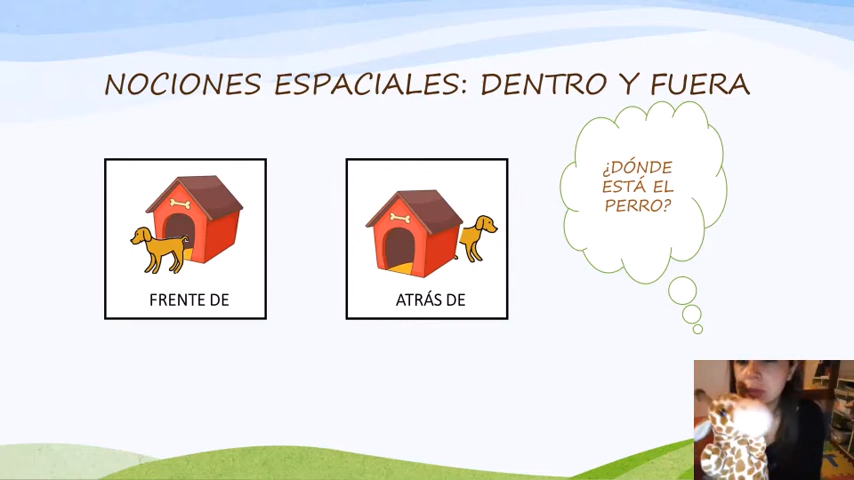 NOCIONES ESPACIALES: DENTRO Y FUERA
¿DÓNDE
ESTÁ EL
PERRO?
FRENTE DE
ATRÁS DE